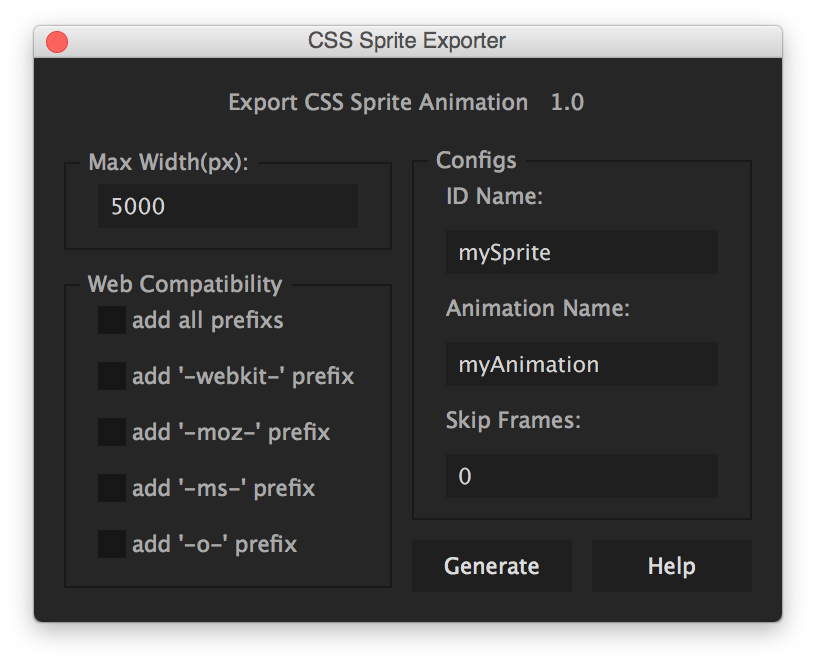 CSS Sprite Exporter
Export CSS Sprite Animation 1.0
Max Width(px):
5000
Web Compatibility
add all prefixs
add '-webkit-' prefix
add '-moz-' prefix
add '-ms-' prefix
add '-o-' prefix
Configs
ID Name:
mySprite
Animation Name:
myAnimation
Skip Frames:
0
Generate
Help